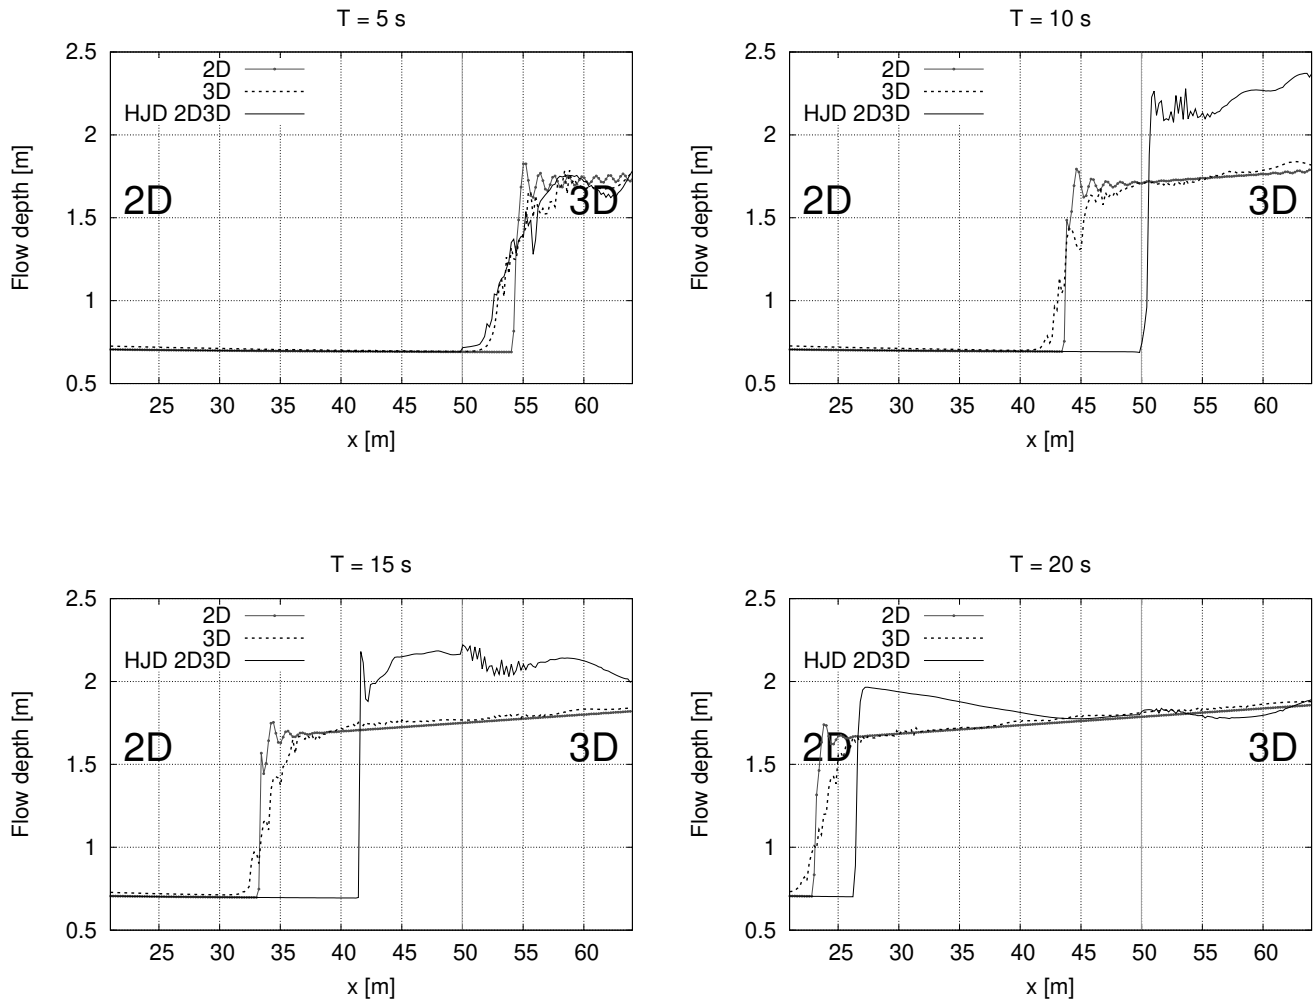 T = 5 s
2.5
2
1.5
1
0.5
Flow depth [m]
2D
3D
HJD 2D3D
2D
3D
25 30 35 40 45 50 55 60
x [m]
T = 10 s
2.5
2
1.5
1
0.5
Flow depth [m]
2D
3D
HJD 2D3D
2D
3D
25 30 35 40 45 50 55 60
x [m]
T = 15 s
2.5
2
1.5
1
0.5
Flow depth [m]
2D
3D
HJD 2D3D
2D
3D
25 30 35 40 45 50 55 60
x [m]
T = 20 s
2.5
2
1.5
1
0.5
Flow depth [m]
2D
3D
HJD 2D3D
2D
3D
25 30 35 40 45 50 55 60
x [m]